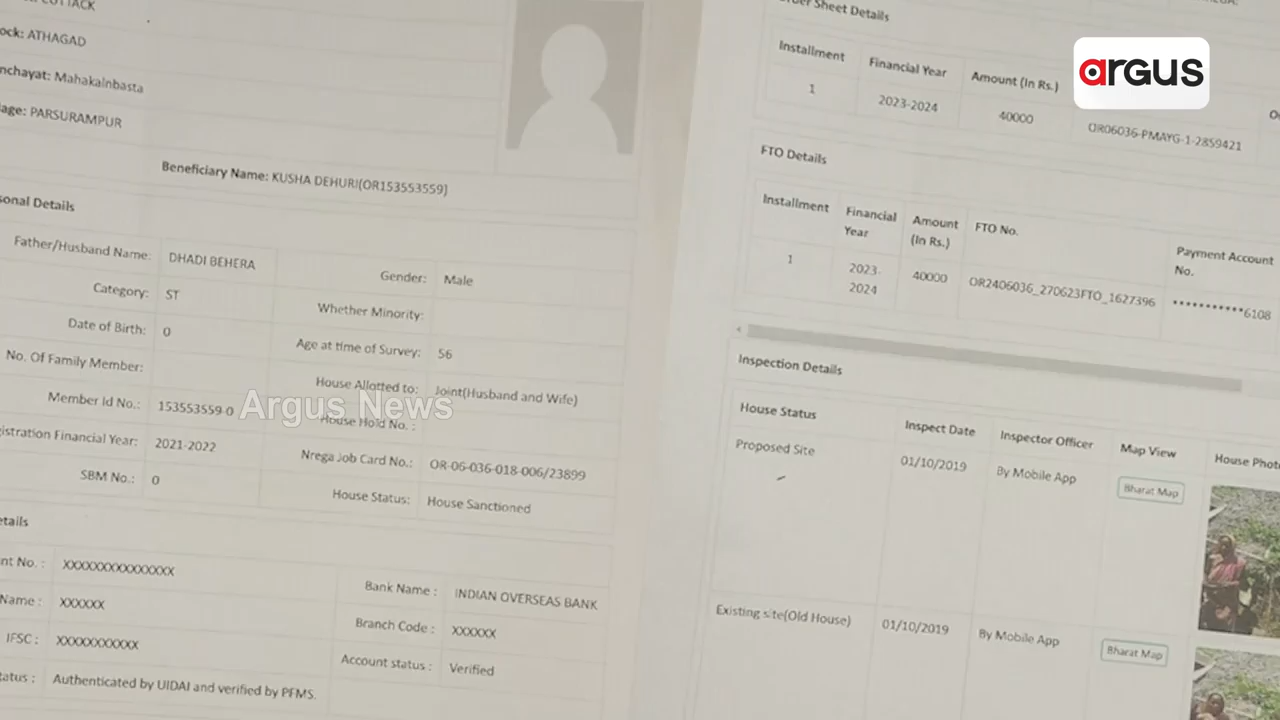 CUTTACK
ock: ATHAGAD
nchayat: Mahakalnbasta
lage: PARSURAMPUR
Beneficiary Name: KUSHA DEHURI(OR153553559)
sonal Details
Father/Husband Name: DHADI BEHERA
Gender: Male
Category: ST
Whether Minority:
Date of Birth: 0
Age at time of Survey: 56
No. Of Family Member:
House Allotted to: Joint(Husband and Wife)
Member Id No.: 153553559-0
House Hold No. :
gistration Financial Year: 2021-2022
Nrega Job Card No.: OR-06-036-018-006/23899
SBM No.: 0
House Status: House Sanctioned
etails
nt No. : XXXXXXXXXXXXXXX
Bank Name : INDIAN OVERSEAS BANK
Name : XXXXXX
Branch Code : XXXXXX
IFSC : XXXXXXXXXXX
Account status : Verified
tatus : Authenticated by UIDAI and verified by PFMS.
Order Sheet Details
Installment Financial Year Amount (In Rs.)
1 2023-2024 40000 OR06036-PMAYG-1-2859421
FTO Details
Installment Financial Year Amount (In Rs.) FTO No. Payment Account No.
1 2023-2024 40000 OR2406036_270623FTO_1627396 ***********6108
Inspection Details
House Status Inspect Date Inspector Officer Map View House Phot
Proposed Site 01/10/2019 By Mobile App Bharat Map
Existing site(Old House) 01/10/2019 By Mobile App Bharat Map
argus
Argus News